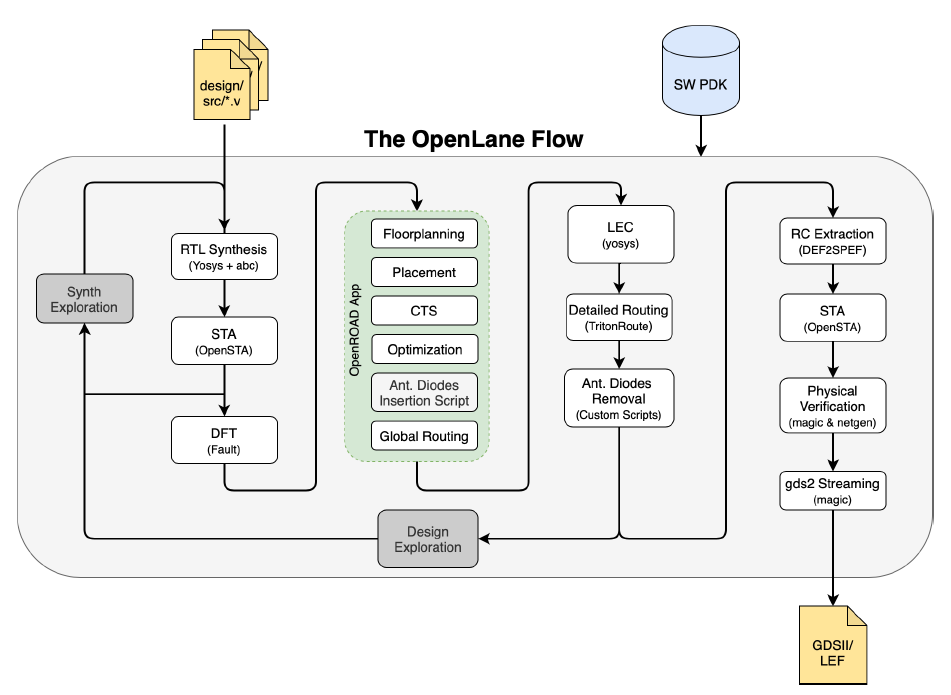 design/
src/*.v
SW PDK
The OpenLane Flow
RTL Synthesis
(Yosys + abc)
Synth
Exploration
STA
(OpenSTA)
DFT
(Fault)
OpenROAD App
Floorplanning
Placement
CTS
Optimization
Ant. Diodes
Insertion Script
Global Routing
LEC
(yosys)
Detailed Routing
(TritonRoute)
Ant. Diodes
Removal
(Custom Scripts)
Design
Exploration
RC Extraction
(DEF2SPEF)
STA
(OpenSTA)
Physical
Verification
(magic & netgen)
gds2 Streaming
(magic)
GDSII/
LEF